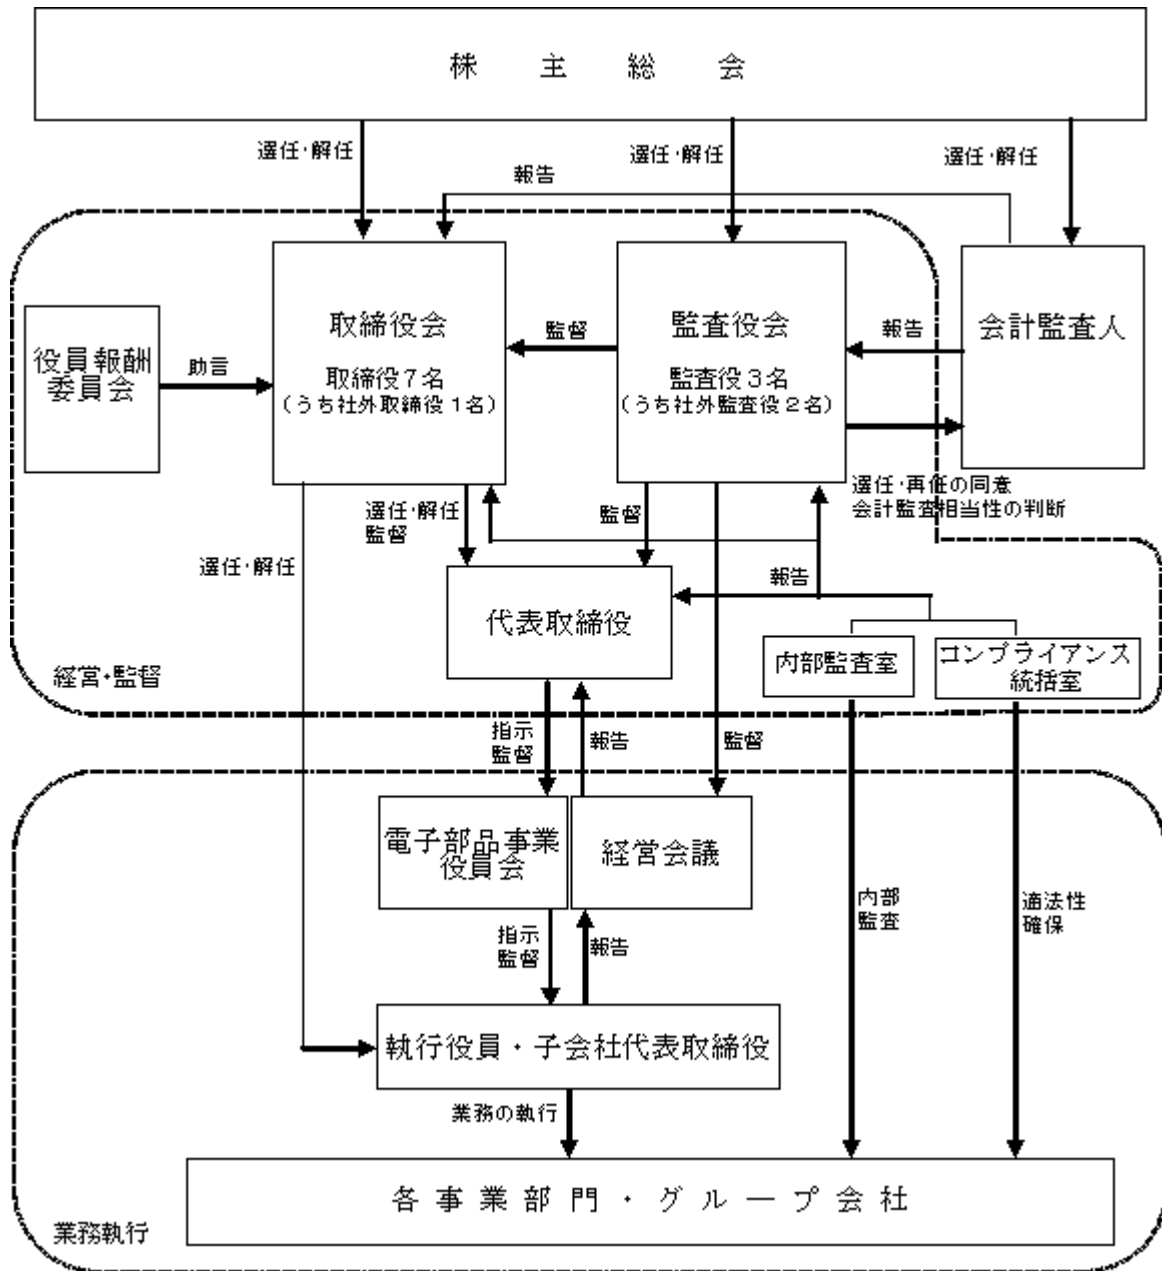 株主総会
選任・解任
選任・解任
選任・解任
報告
取締役会
取締役7名
(うち社外取締役1名)
監督
監査役会
監査役3名
(うち社外監査役2名)
報告
会計監査人
役員報酬
委員会
助言
選任・再任の同意
会計監査相当性の判断
選任・解任
監督
監督
選任・解任
報告
代表取締役
内部監査室
コンプライアンス
統括室
経営・監督
指示
監督
報告
監督
電子部品事業
役員会
経営会議
内部
監査
適法性
確保
指示
監督
報告
執行役員・子会社代表取締役
業務の執行
各事業部門・グループ会社
業務執行